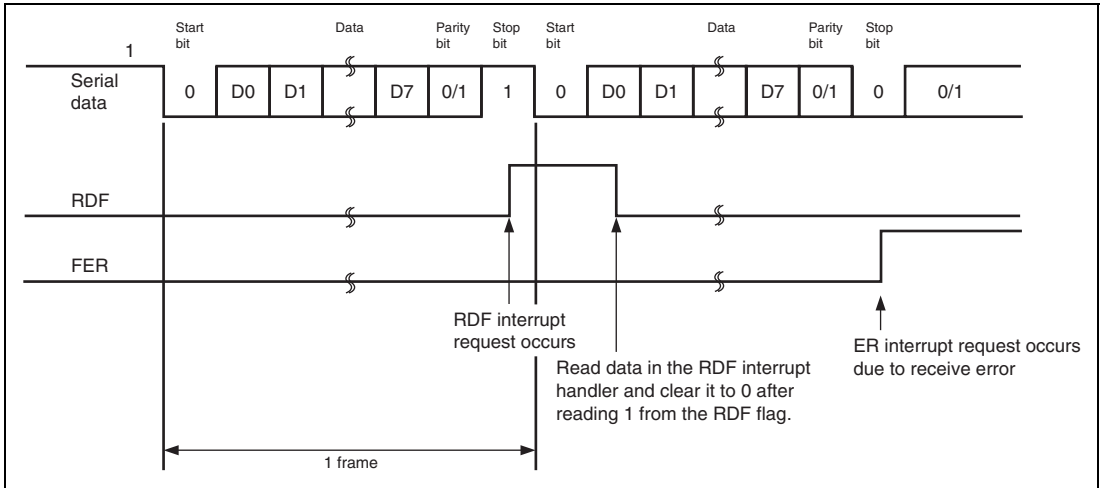 Start bit
Data
Parity bit
Stop bit
Start bit
Data
Parity bit
Stop bit
1
Serial data
0 D0 D1 D7 0/1 1 0 D0 D1 D7 0/1 0 0/1
RDF
FER
RDF interrupt
request occurs
Read data in the RDF interrupt
handler and clear it to 0 after
reading 1 from the RDF flag.
ER interrupt request occurs
due to receive error
1 frame